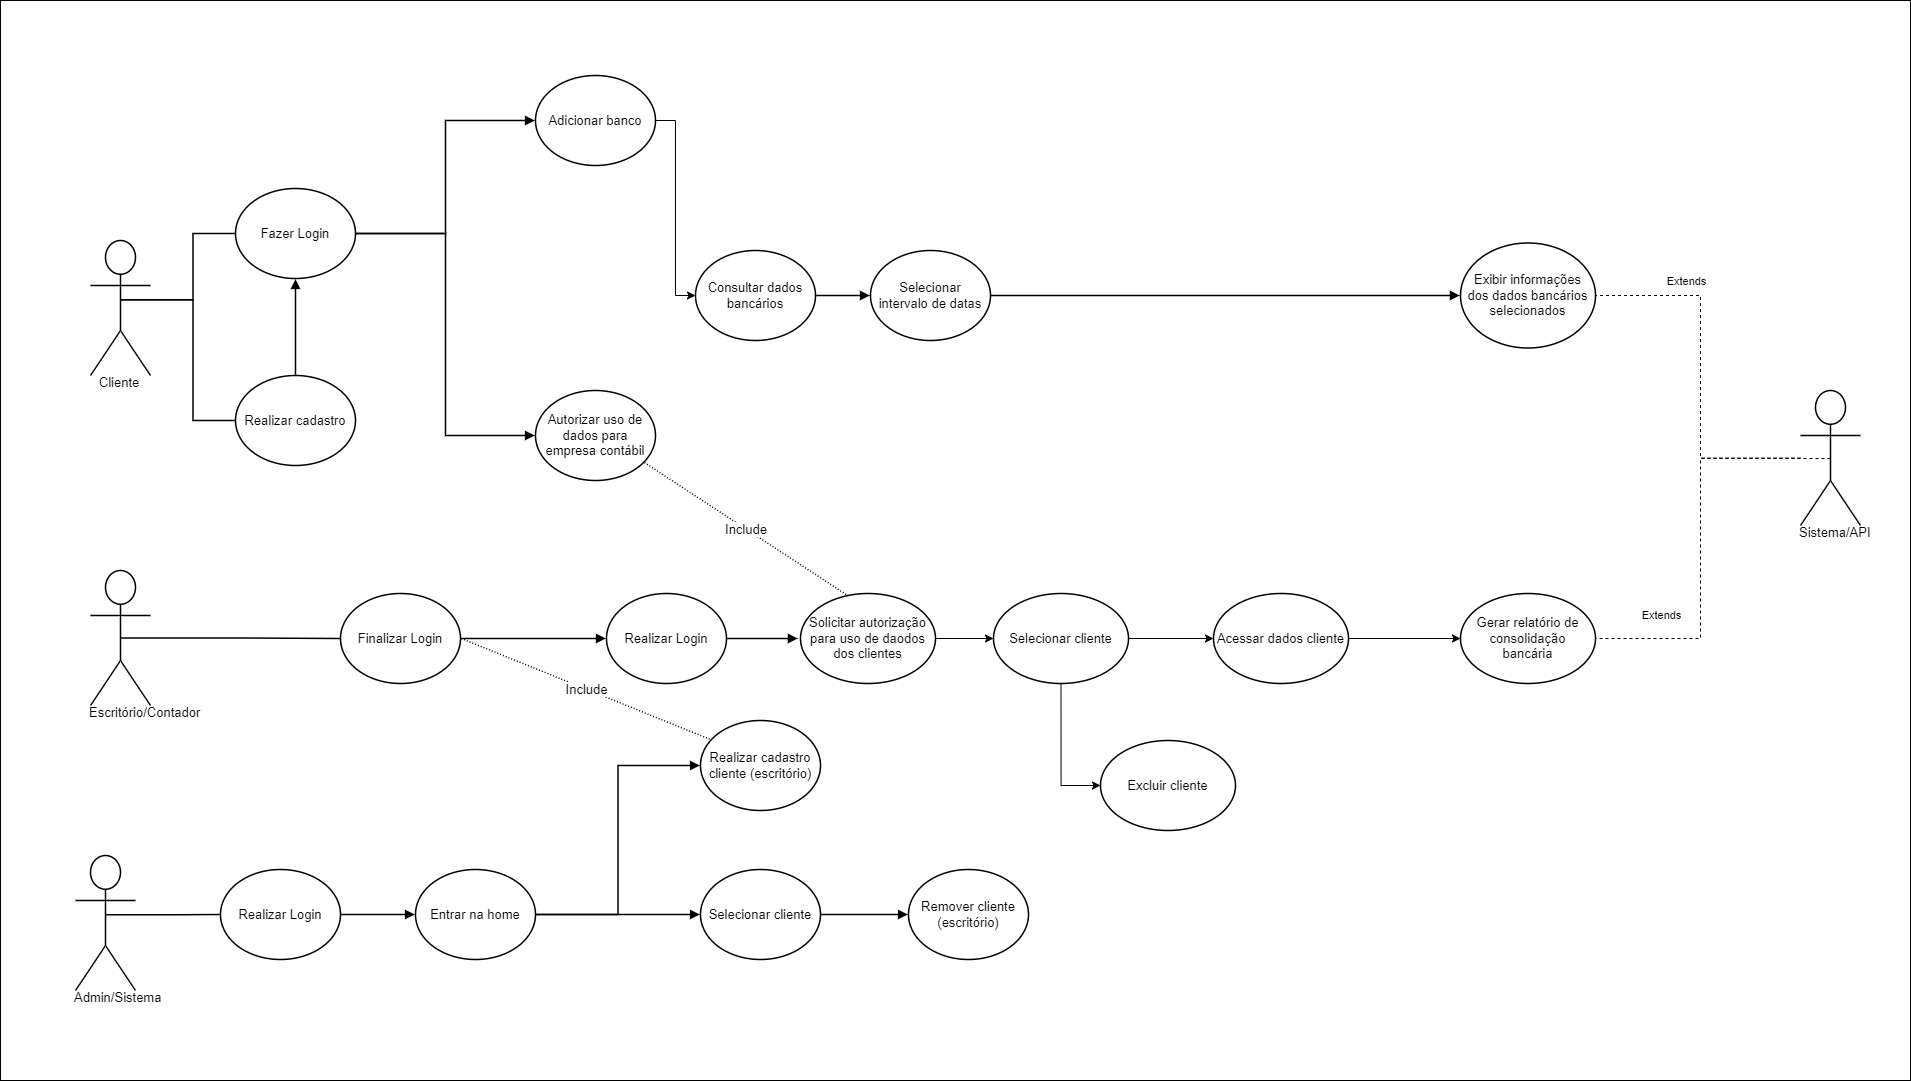 Adicionar banco
Fazer Login
Consultar dados
bancários
Selecionar
intervalo de datas
Exibir informações
dos dados bancários
selecionados
Extends
Cliente
Realizar cadastro
Autorizar uso de
dados para
empresa contábil
Include
Sistema/API
Escritório/Contador
Finalizar Login
Realizar Login
Solicitar autorização
para uso de daodos
dos clientes
Selecionar cliente
Acessar dados cliente
Gerar relatório de
consolidação
bancária
Extends
Include
Realizar cadastro
cliente (escritório)
Excluir cliente
Admin/Sistema
Realizar Login
Entrar na home
Selecionar cliente
Remover cliente
(escritório)